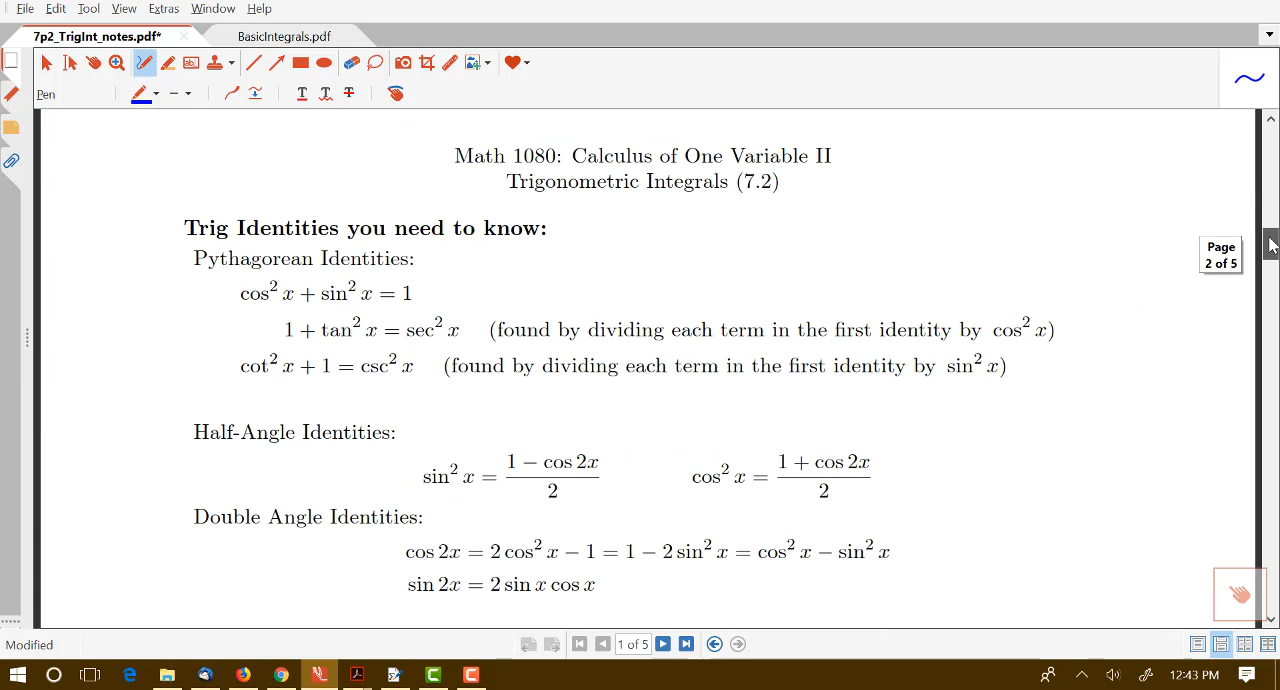 File Edit Tool View Extras Window Help
7p2_TrigInt_notes.pdf* BasicIntegrals.pdf
Pen T T T
Math 1080: Calculus of One Variable II
Trigonometric Integrals (7.2)
Trig Identities you need to know:
Pythagorean Identities:
cos² x + sin² x = 1
1 + tan² x = sec² x (found by dividing each term in the first identity by cos² x)
cot² x + 1 = csc² x (found by dividing each term in the first identity by sin² x)
Page
2 of 5
Half-Angle Identities:
sin² x = (1 − cos 2x)/2 cos² x = (1 + cos 2x)/2
Double Angle Identities:
cos 2x = 2 cos² x − 1 = 1 − 2 sin² x = cos² x − sin² x
sin 2x = 2 sin x cos x
Modified 1 of 5
12:43 PM